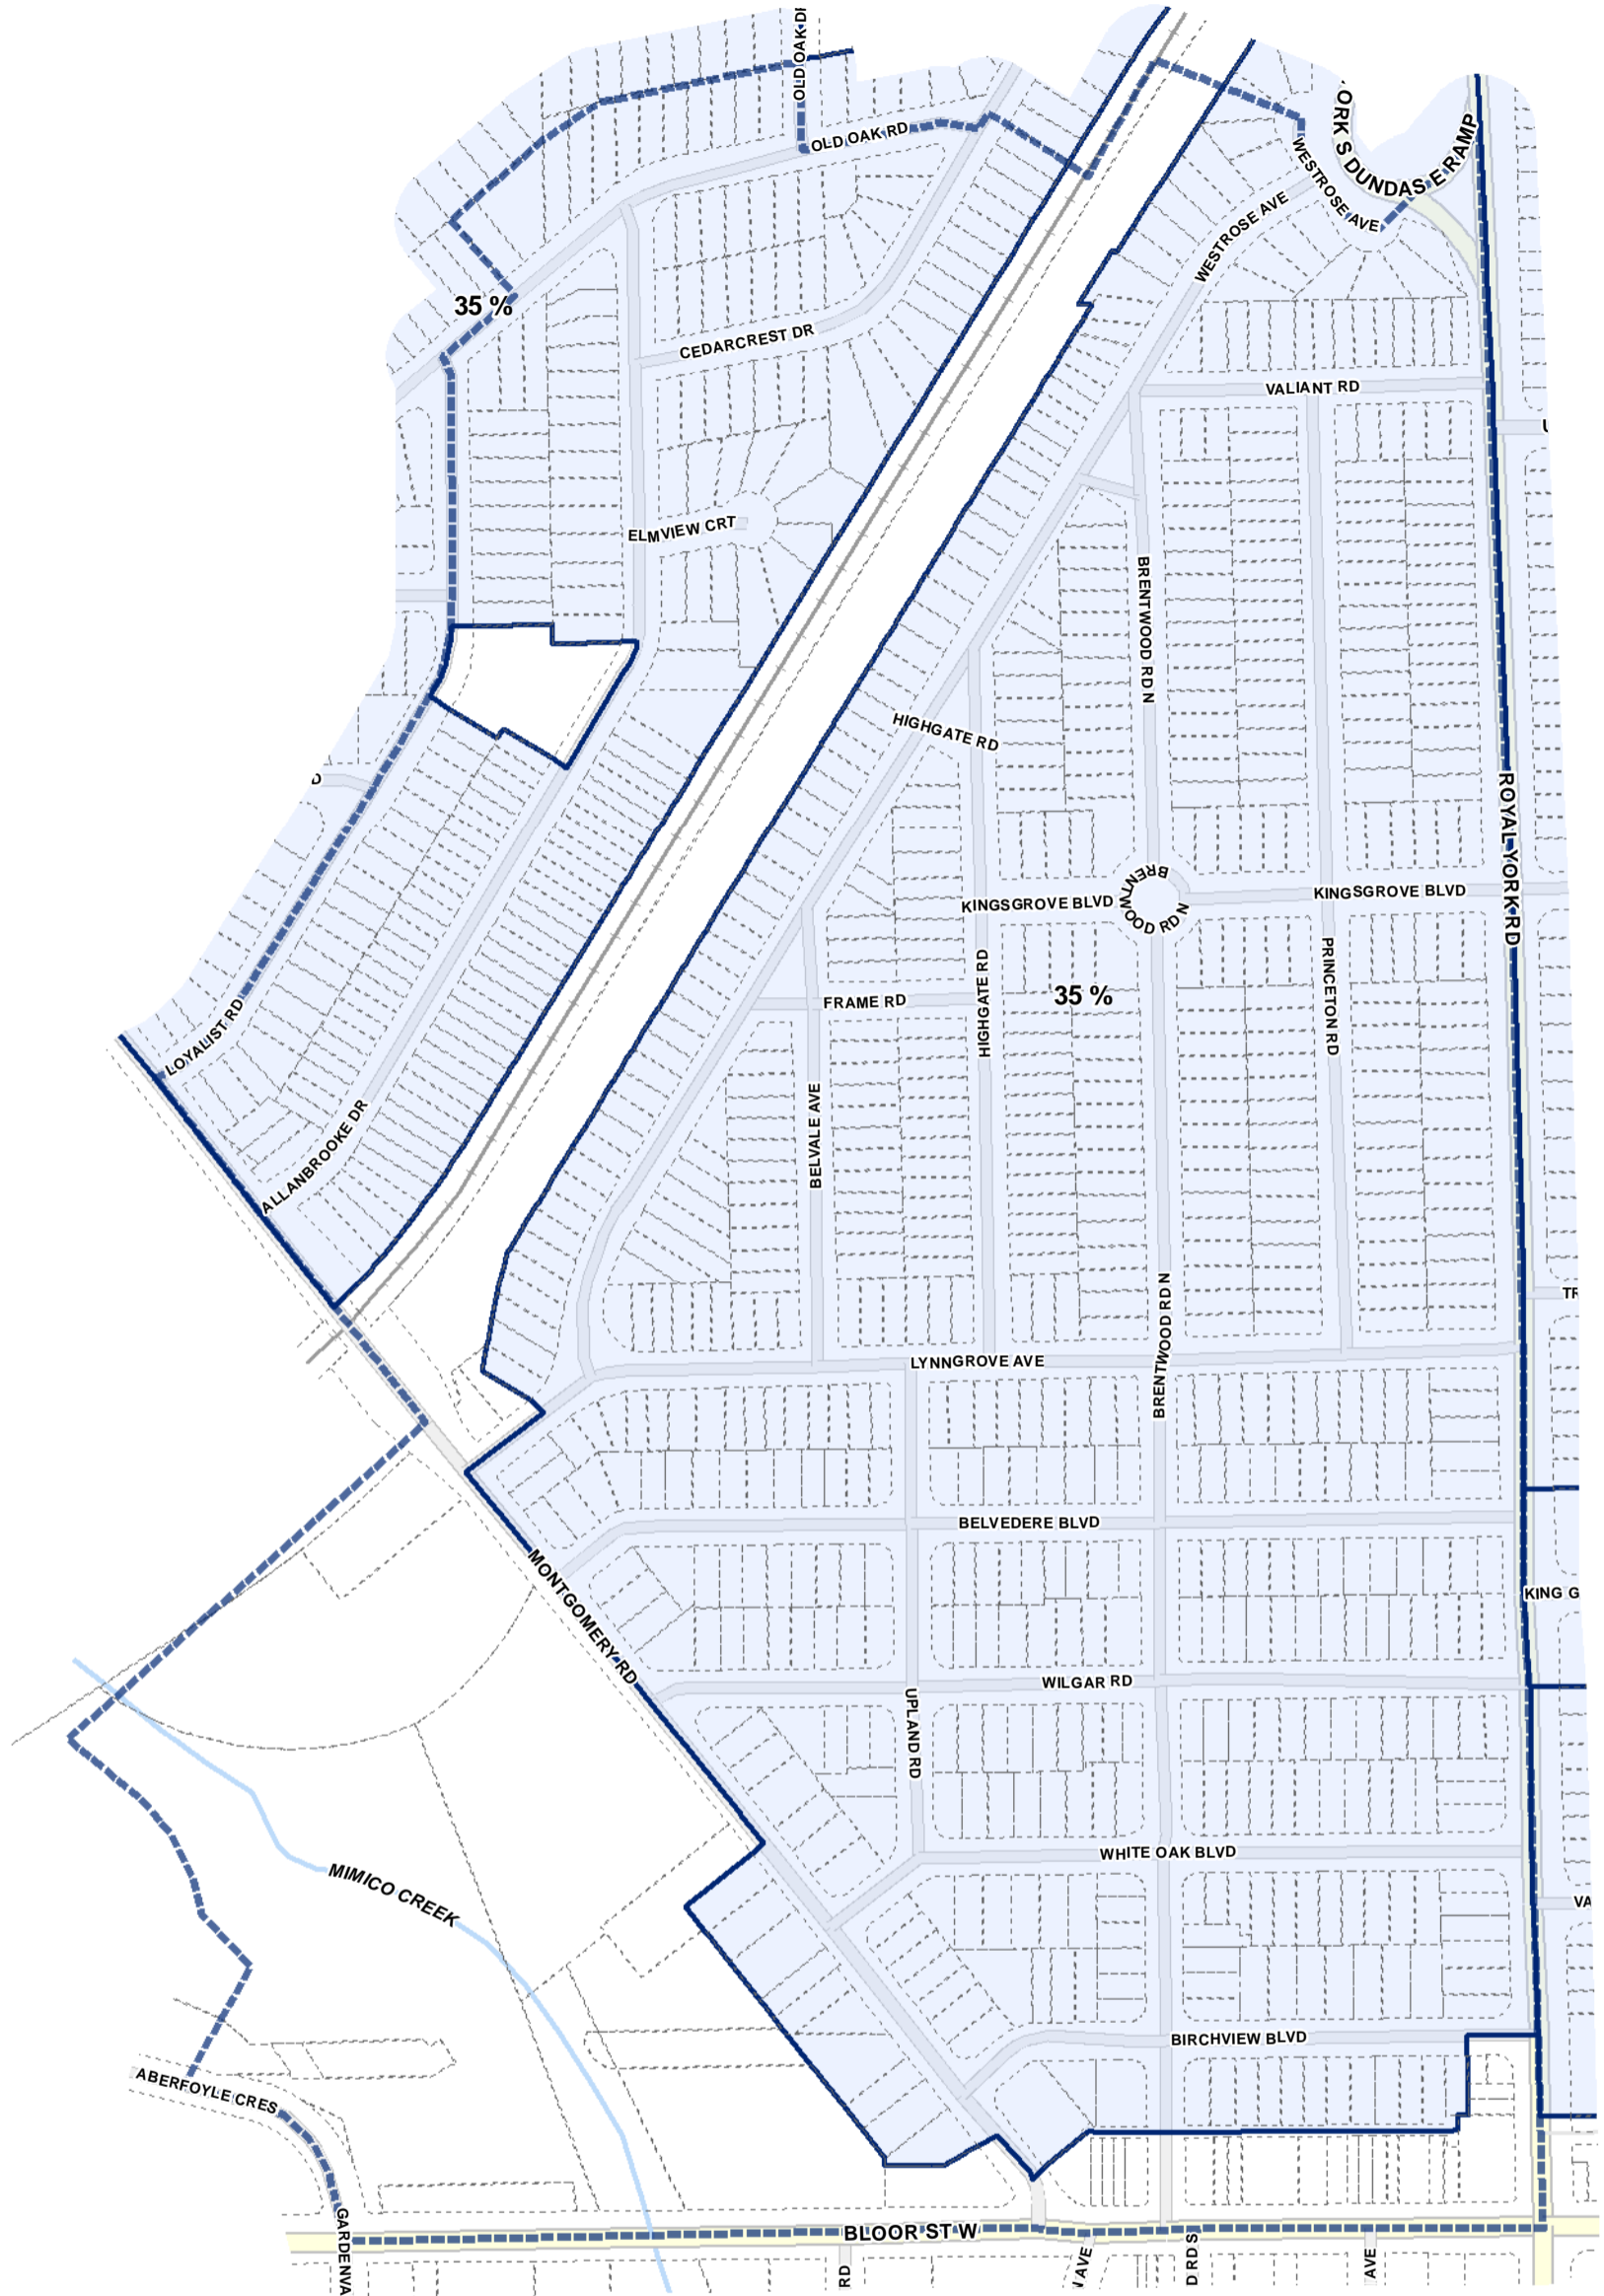 OLD OAK DR
OLD OAK RD
YORK S DUNDAS E RAMP
WESTROSE AVE
WESTROSE AVE
35 %
CEDARCREST DR
VALIANT RD
ELMVIEW CRT
BRENTWOOD RD N
HIGHGATE RD
ROYAL YORK RD
BRENTWOOD RD N
KINGSGROVE BLVD
KINGSGROVE BLVD
HIGHGATE RD
PRINCETON RD
35 %
FRAME RD
LOYALIST RD
BELVALE AVE
ALLANBROOKE DR
TR
BRENTWOOD RD N
LYNNGROVE AVE
BELVEDERE BLVD
MONTGOMERY RD
KING G
WILGAR RD
UPLAND RD
WHITE OAK BLVD
MIMICO CREEK
VA
BIRCHVIEW BLVD
ABERFOYLE CRES
GARDENVA
BLOOR ST W
RD
AVE
D RD S
AVE